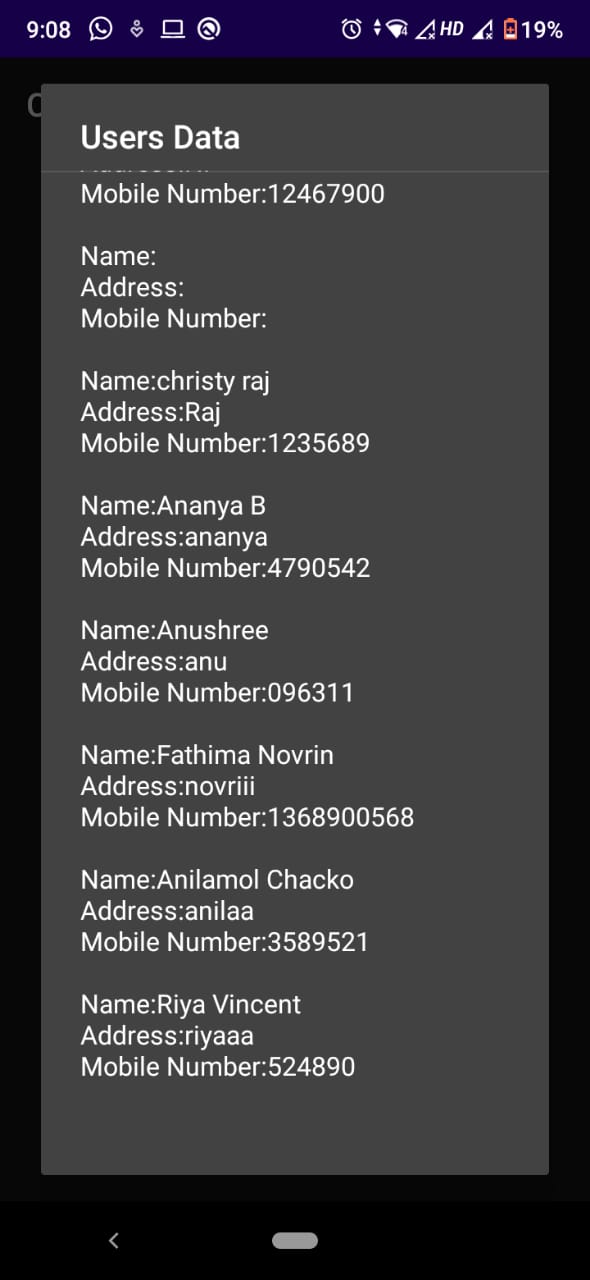 9:08
HD
19%
Users Data
Mobile Number:12467900
Name:
Address:
Mobile Number:
Name:christy raj
Address:Raj
Mobile Number:1235689
Name:Ananya B
Address:ananya
Mobile Number:4790542
Name:Anushree
Address:anu
Mobile Number:096311
Name:Fathima Novrin
Address:novriii
Mobile Number:1368900568
Name:Anilamol Chacko
Address:anilaa
Mobile Number:3589521
Name:Riya Vincent
Address:riyaaa
Mobile Number:524890